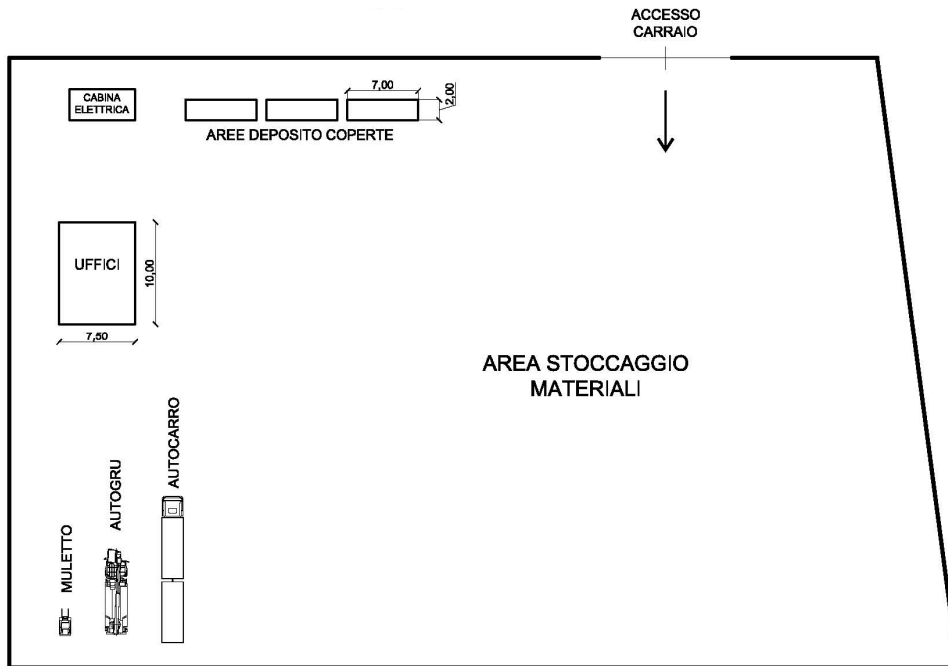 ACCESSO
CARRAIO
CABINA
ELETTRICA
7,00
2,00
AREE DEPOSITO COPERTE
UFFICI
10,00
7,50
AREA STOCCAGGIO
MATERIALI
MULETTO
AUTOGRU
AUTOCARRO